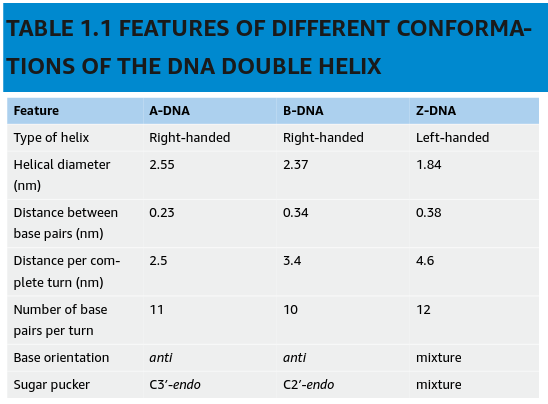 TABLE 1.1 FEATURES OF DIFFERENT CONFORMA-
TIONS OF THE DNA DOUBLE HELIX
Feature A-DNA B-DNA Z-DNA
Type of helix Right-handed Right-handed Left-handed
Helical diameter 2.55 2.37 1.84
(nm)
Distance between 0.23 0.34 0.38
base pairs (nm)
Distance per com- 2.5 3.4 4.6
plete turn (nm)
Number of base 11 10 12
pairs per turn
Base orientation anti anti mixture
Sugar pucker C3′-endo C2′-endo mixture